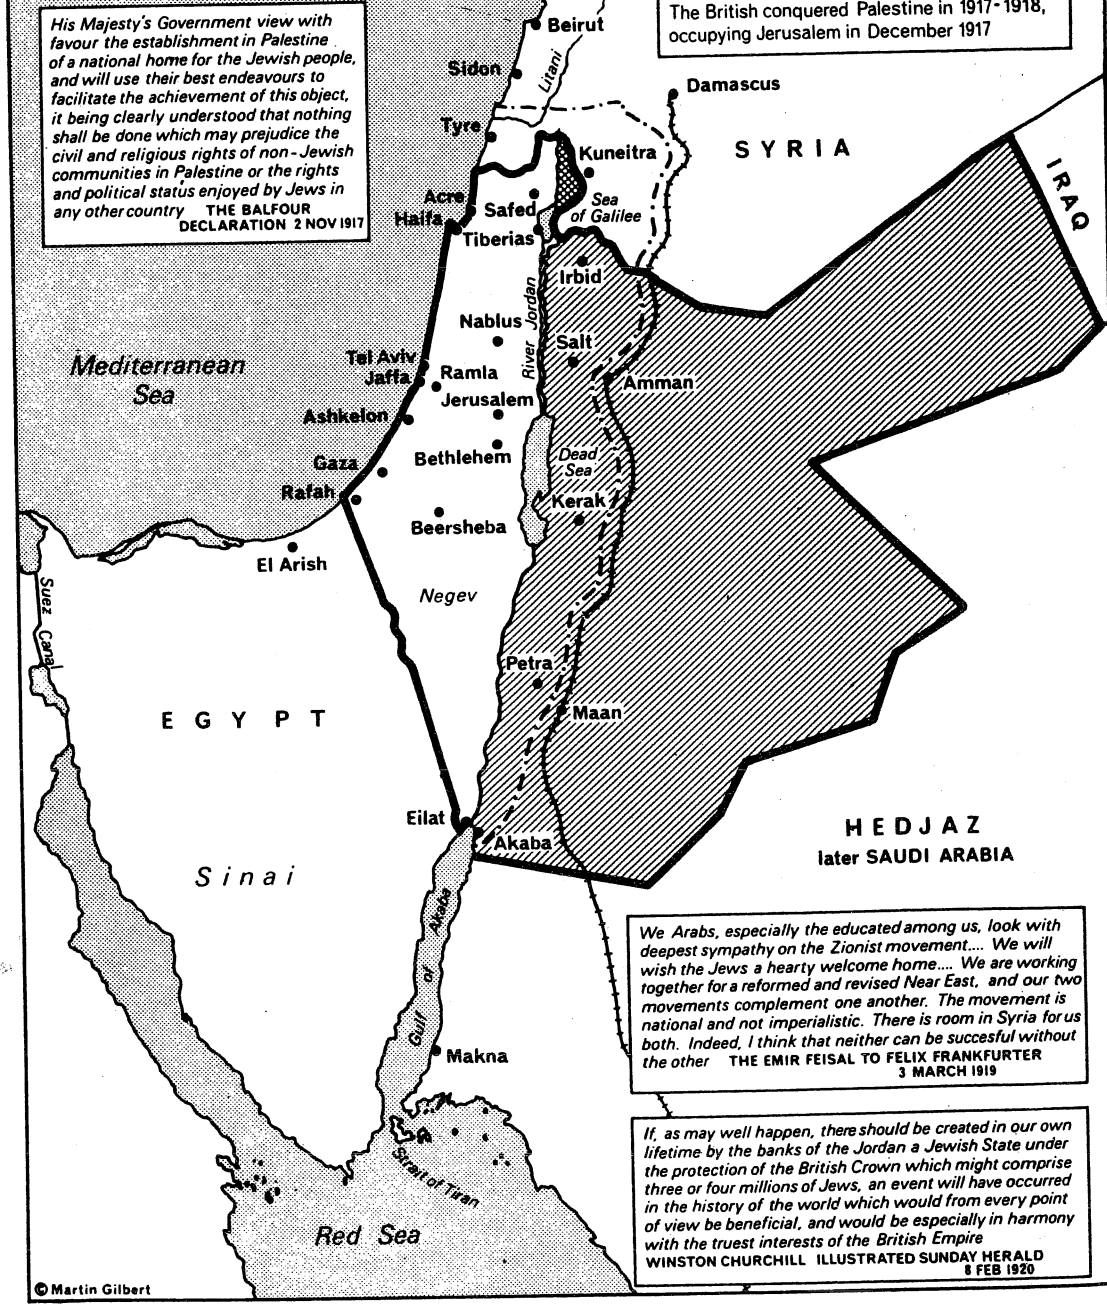 His Majesty's Government view with
favour the establishment in Palestine
of a national home for the Jewish people,
and will use their best endeavours to
facilitate the achievement of this object,
it being clearly understood that nothing
shall be done which may prejudice the
civil and religious rights of non-Jewish
communities in Palestine or the rights
and political status enjoyed by Jews in
any other country THE BALFOUR
DECLARATION 2 NOV 1917
The British conquered Palestine in 1917-1918,
occupying Jerusalem in December 1917
Beirut
Litani
Sidon
Damascus
Tyre
SYRIA
Kuneitra
IRAQ
Acre
Haifa
Safed
Sea
of Galilee
Tiberias
Irbid
River Jordan
Nablus
Salt
Mediterranean
Sea
Tel Aviv
Jaffa
Ramla
Amman
Jerusalem
Ashkelon
Gaza
Bethlehem
Dead
Sea
Rafah
Kerak
Beersheba
El Arish
Negev
Suez Canal
Petra
EGYPT
Maan
Eilat
Akaba
HEDJAZ
later SAUDI ARABIA
Sinai
Gulf of Akaba
Makna
We Arabs, especially the educated among us, look with
deepest sympathy on the Zionist movement.... We will
wish the Jews a hearty welcome home.... We are working
together for a reformed and revised Near East, and our two
movements complement one another. The movement is
national and not imperialistic. There is room in Syria for us
both. Indeed, I think that neither can be succesful without
the other THE EMIR FEISAL TO FELIX FRANKFURTER
3 MARCH 1919
If, as may well happen, there should be created in our own
lifetime by the banks of the Jordan a Jewish State under
the protection of the British Crown which might comprise
three or four millions of Jews, an event will have occurred
in the history of the world which would from every point
of view be beneficial, and would be especially in harmony
with the truest interests of the British Empire
WINSTON CHURCHILL ILLUSTRATED SUNDAY HERALD
8 FEB 1920
Strait of Tiran
Red Sea
© Martin Gilbert